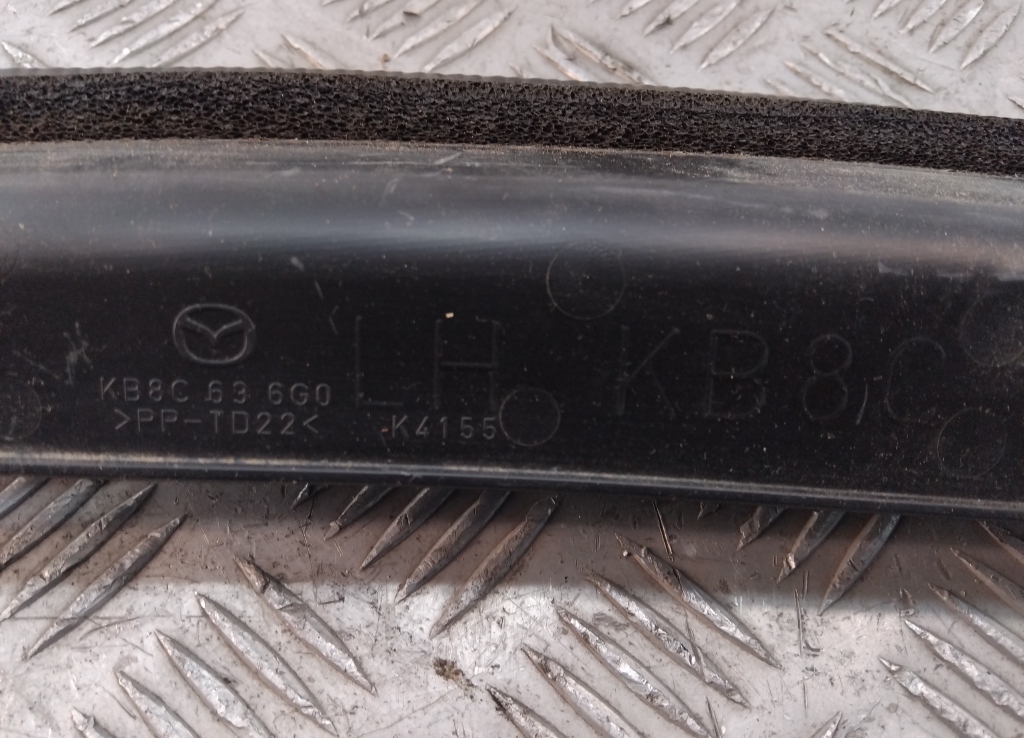 LH KB8C
KB8C 63 6G0
>PP-TD22< K4155